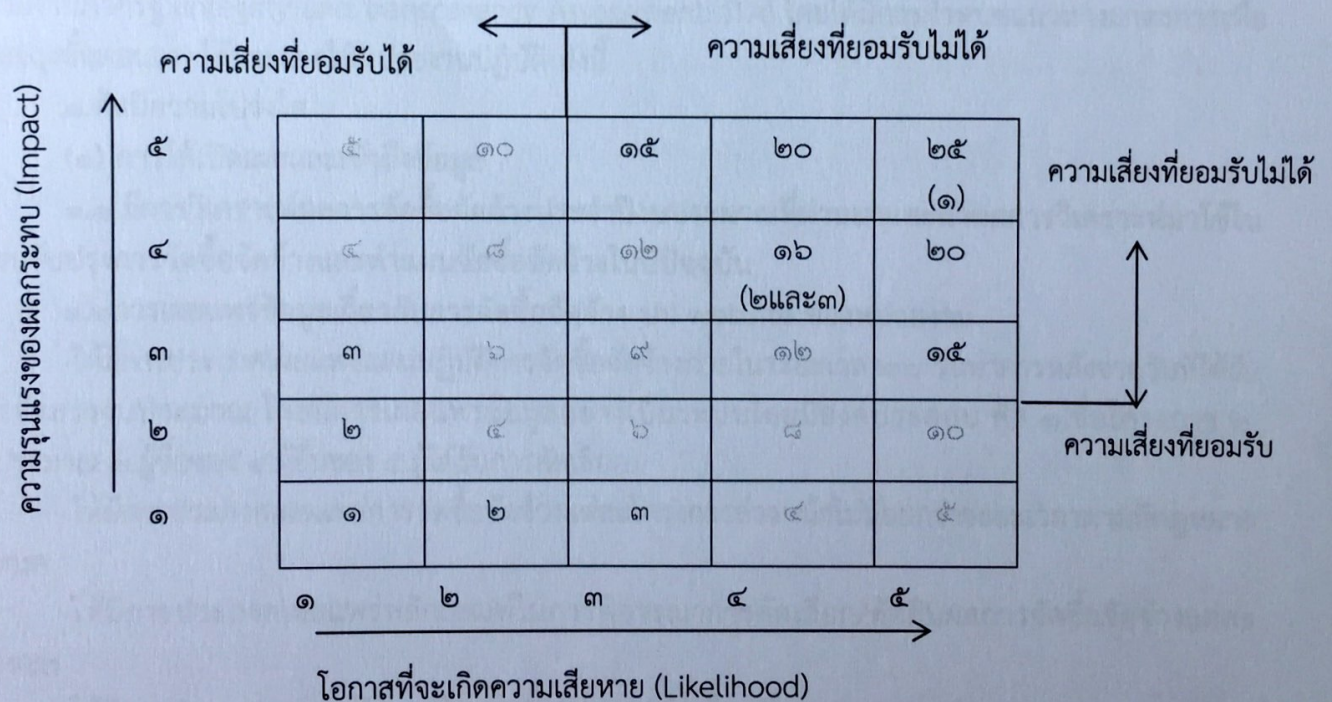 ความเสี่ยงที่ยอมรับได้ ความเสี่ยงที่ยอมรับไม่ได้
ความรุนแรงของผลกระทบ (Impact)
๕ ๕ ๑๐ ๑๕ ๒๐ ๒๕
(๑)
ความเสี่ยงที่ยอมรับไม่ได้
๔ ๔ ๘ ๑๒ ๑๖ ๒๐
(๒และ๓)
๓ ๓ ๖ ๙ ๑๒ ๑๕
๒ ๒ ๔ ๖ ๘ ๑๐
ความเสี่ยงที่ยอมรับ
๑ ๑ ๒ ๓ ๔ ๕
๑ ๒ ๓ ๔ ๕
โอกาสที่จะเกิดความเสียหาย (Likelihood)